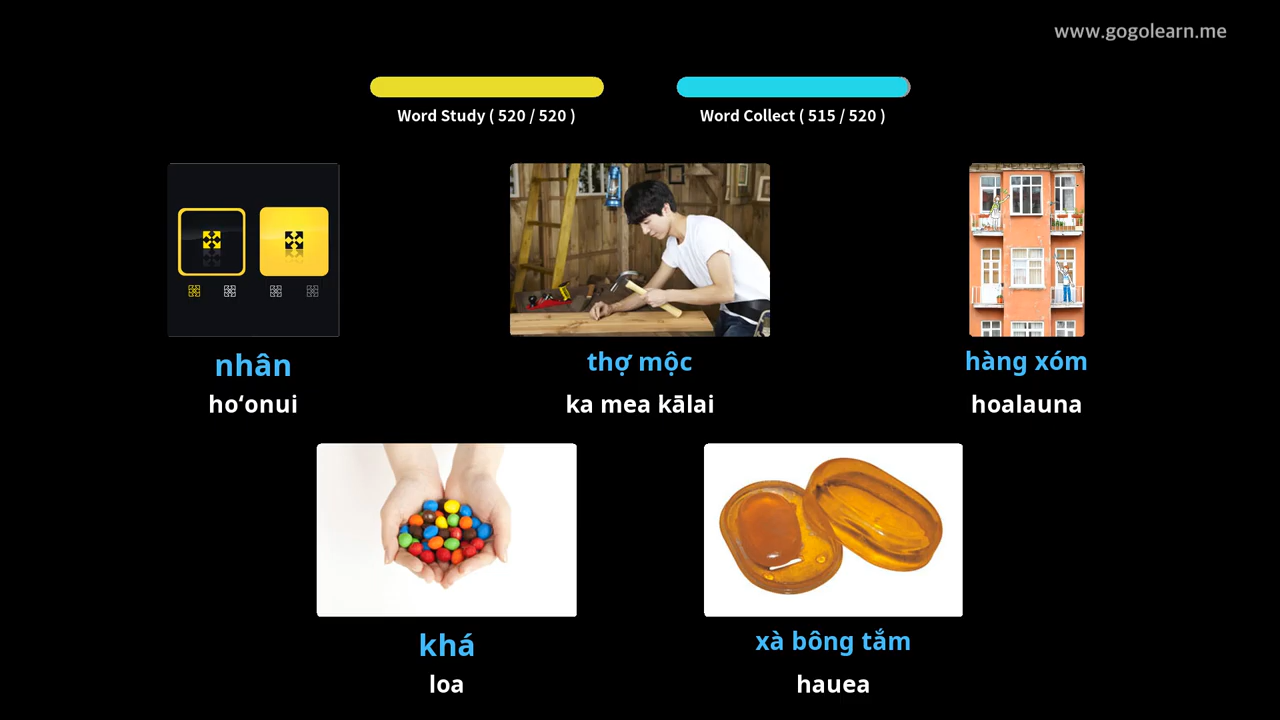 www.gogolearn.me
Word Study ( 520 / 520 )
Word Collect ( 515 / 520 )
nhân
thợ mộc
hàng xóm
hoʻonui
ka mea kālai
hoalauna
khá
xà bông tắm
loa
hauea